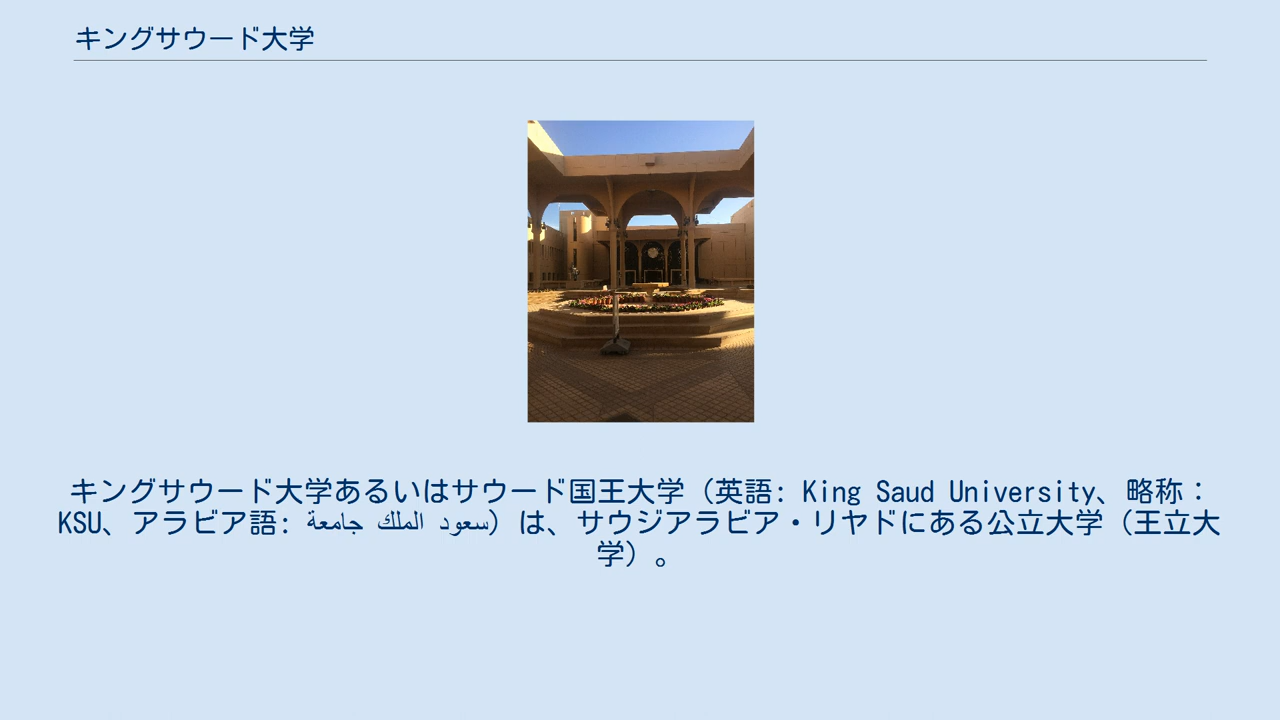 キングサウード大学
キングサウード大学あるいはサウード国王大学（英語: King Saud University、略称：
KSU、アラビア語: جامعة الملك سعود）は、サウジアラビア・リヤドにある公立大学（王立大
学）。